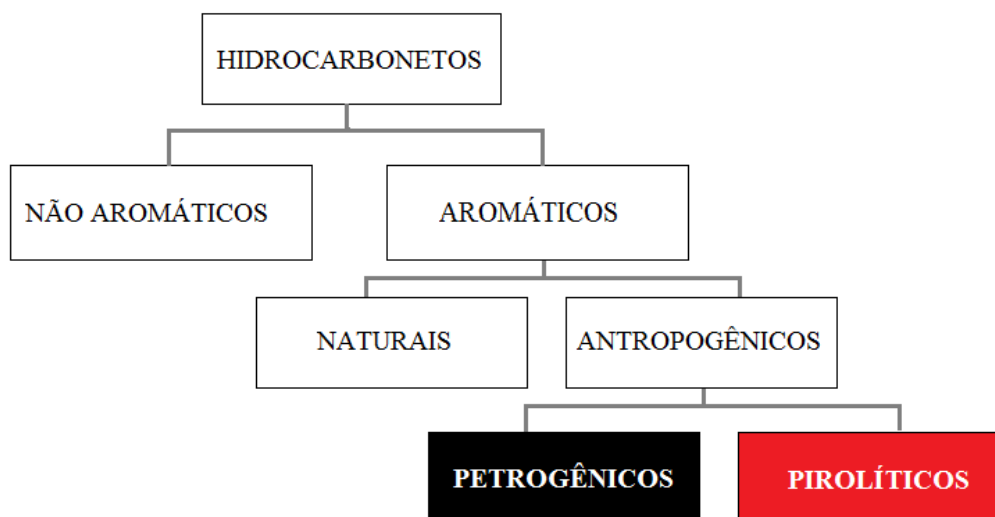 HIDROCARBONETOS
NÃO AROMÁTICOS
AROMÁTICOS
NATURAIS
ANTROPOGÊNICOS
PETROGÊNICOS
PIROLÍTICOS